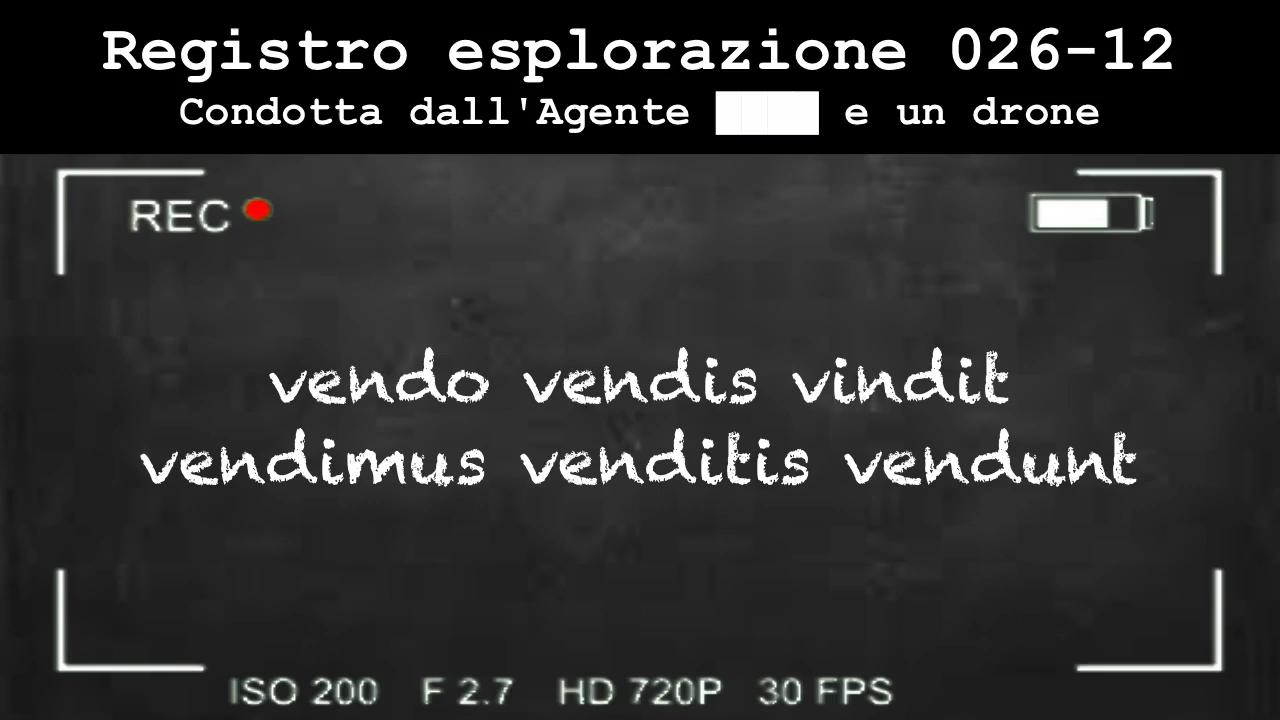 Registro esplorazione 026-12
Condotta dall'Agente ████ e un drone
REC
vendo vendis vindit
vendimus venditis vendunt
ISO 200 F 2.7 HD 720P 30 FPS